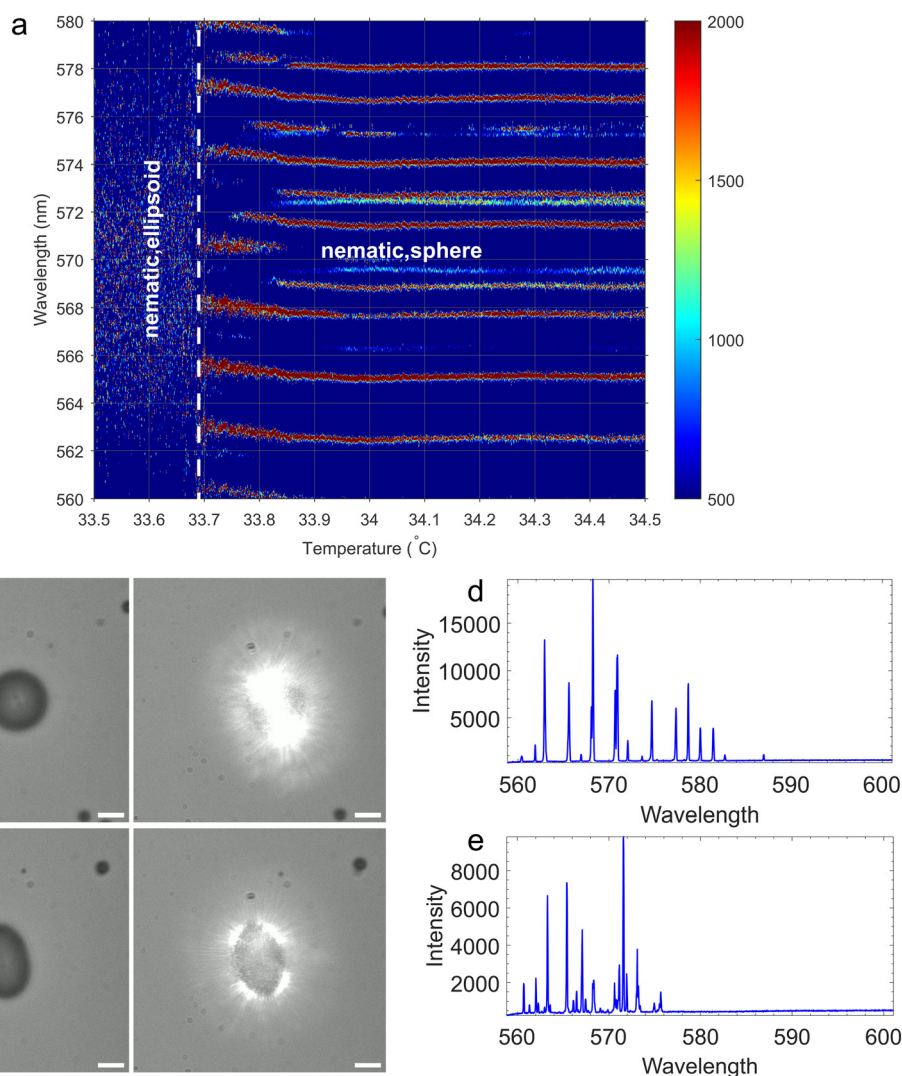 a
580
578
576
574
572
570
568
566
564
562
560
Wavelength (nm)
nematic,ellipsoid
nematic,sphere
33.5 33.6 33.7 33.8 33.9 34 34.1 34.2 34.3 34.4 34.5
Temperature (°C)
2000
1500
1000
500
d
15000
10000
5000
Intensity
560 570 580 590 600
Wavelength
e
8000
6000
4000
2000
Intensity
560 570 580 590 600
Wavelength